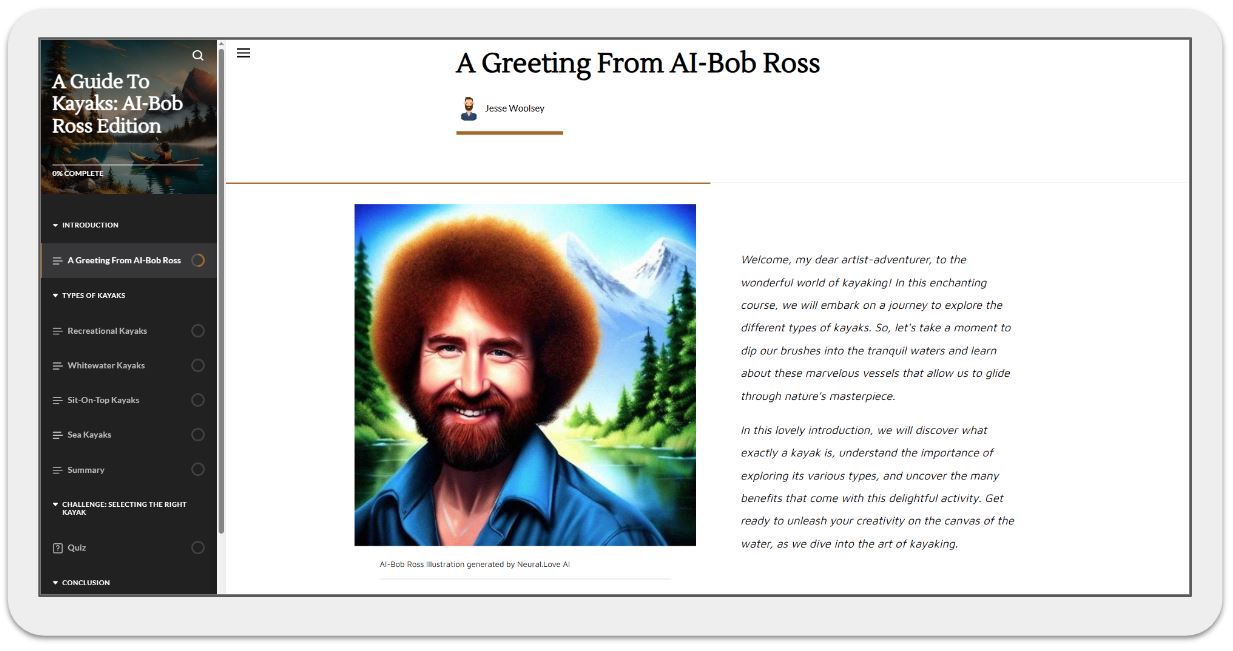 A Guide To
Kayaks: AI-Bob
Ross Edition
0% COMPLETE
INTRODUCTION
A Greeting From AI-Bob Ross
TYPES OF KAYAKS
Recreational Kayaks
Whitewater Kayaks
Sit-On-Top Kayaks
Sea Kayaks
Summary
CHALLENGE: SELECTING THE RIGHT
KAYAK
Quiz
CONCLUSION
A Greeting From AI-Bob Ross
Jesse Woolsey
AI-Bob Ross Illustration generated by Neural.Love AI
Welcome, my dear artist-adventurer, to the
wonderful world of kayaking! In this enchanting
course, we will embark on a journey to explore the
different types of kayaks. So, let's take a moment to
dip our brushes into the tranquil waters and learn
about these marvelous vessels that allow us to glide
through nature's masterpiece.
In this lovely introduction, we will discover what
exactly a kayak is, understand the importance of
exploring its various types, and uncover the many
benefits that come with this delightful activity. Get
ready to unleash your creativity on the canvas of the
water, as we dive into the art of kayaking.